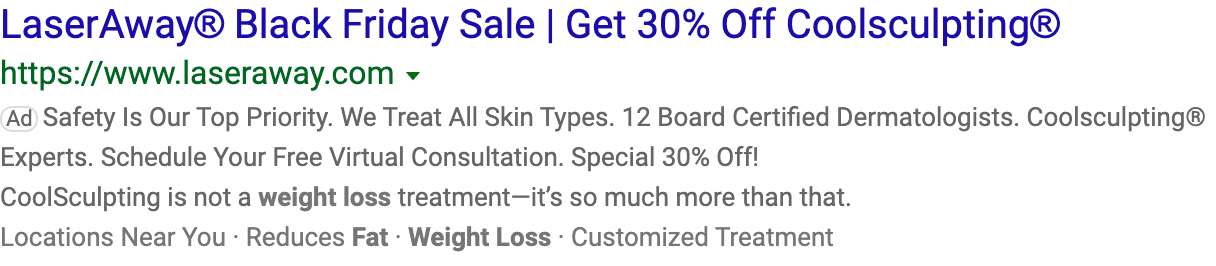 LaserAway® Black Friday Sale | Get 30% Off Coolsculpting®
https://www.laseraway.com
Ad Safety Is Our Top Priority. We Treat All Skin Types. 12 Board Certified Dermatologists. Coolsculpting®
Experts. Schedule Your Free Virtual Consultation. Special 30% Off!
CoolSculpting is not a weight loss treatment—it’s so much more than that.
Locations Near You · Reduces Fat · Weight Loss · Customized Treatment